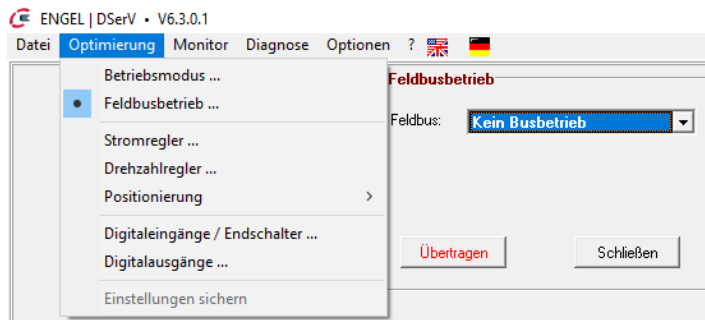 ENGEL | DSerV • V6.3.0.1
Datei Optimierung Monitor Diagnose Optionen ?
Betriebsmodus ...
Feldbusbetrieb ...
Stromregler ...
Drehzahlregler ...
Positionierung
Digitaleingänge / Endschalter ...
Digitalausgänge ...
Einstellungen sichern
Feldbusbetrieb
Feldbus: Kein Busbetrieb
Übertragen Schließen